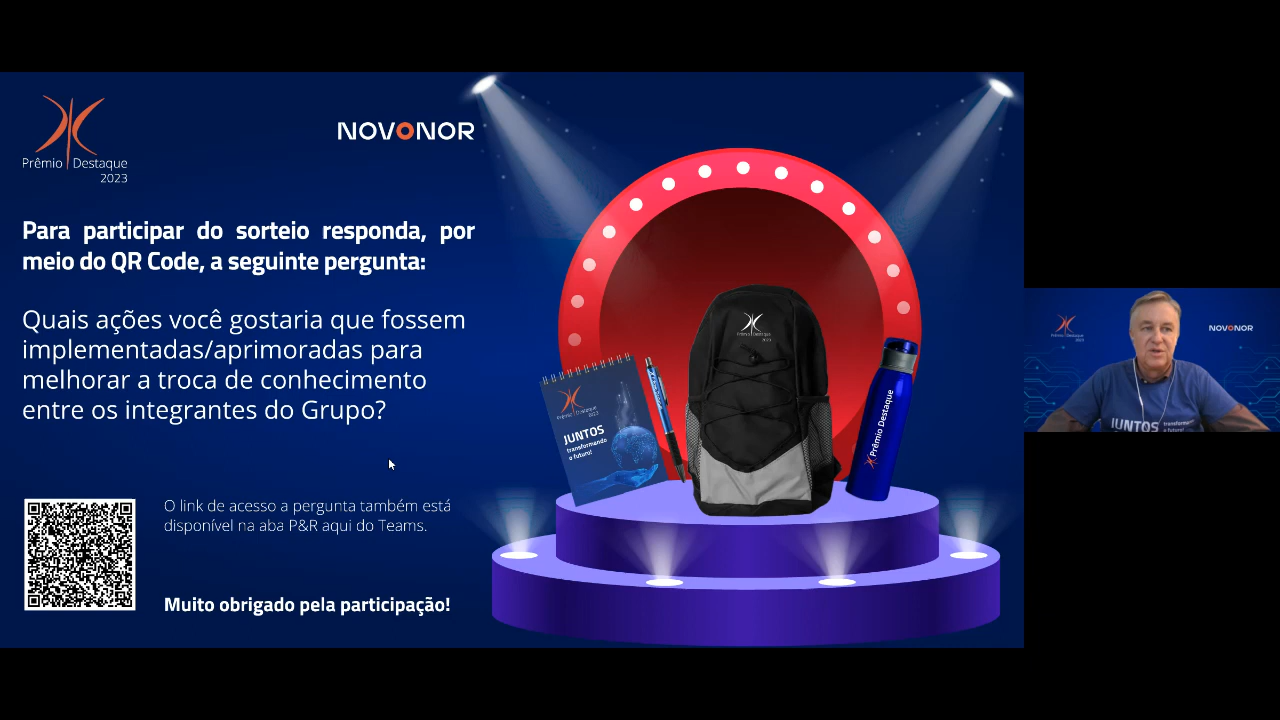 Prêmio Destaque
2023
NOVONOR
Para participar do sorteio responda, por
meio do QR Code, a seguinte pergunta:
Quais ações você gostaria que fossem
implementadas/aprimoradas para
melhorar a troca de conhecimento
entre os integrantes do Grupo?
O link de acesso a pergunta também está
disponível na aba P&R aqui do Teams.
Muito obrigado pela participação!
Prêmio Destaque
2023
JUNTOS
transformando
o futuro!
Prêmio Destaque
2023
Prêmio Destaque
NOVONOR
JUNTOS